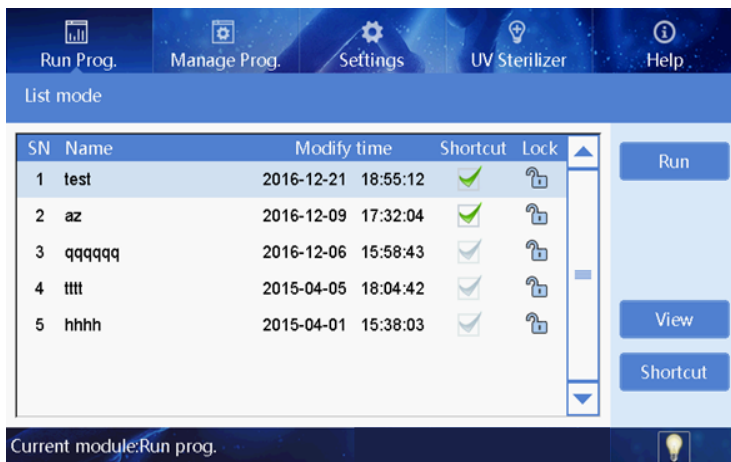 Run Prog. Manage Prog. Settings UV Sterilizer Help
List mode
SN Name Modify time Shortcut Lock
1 test 2016-12-21 18:55:12
2 az 2016-12-09 17:32:04
3 qqqqqq 2016-12-06 15:58:43
4 tttt 2015-04-05 18:04:42
5 hhhh 2015-04-01 15:38:03
Run
View
Shortcut
Current module:Run prog.